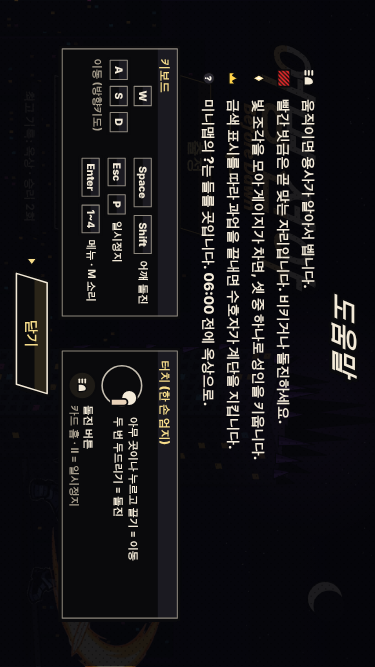 도움말
움직이면 용사가 알아서 벱니다.
빨간 빗금은 곧 맞는 자리입니다. 비키거나 돌진하세요.
빛 조각을 모아 게이지가 차면, 셋 중 하나로 성인을 키웁니다.
금색 표시를 따라 과업을 끝내면 수호자가 계단을 지킵니다.
? 미니맵의 ?는 들를 곳입니다. 06:00 전에 옥상으로.
키보드
W
A S D
이동 (방향키도)
Space Shift 어깨 돌진
Esc P 일시정지
Enter 1~4 메뉴 · M 소리
터치 (한 손 엄지)
아무 곳이나 누르고 끌기 = 이동
두 번 두드리기 = 돌진
돌진 버튼
카드 홀 · II = 일시정지
닫기